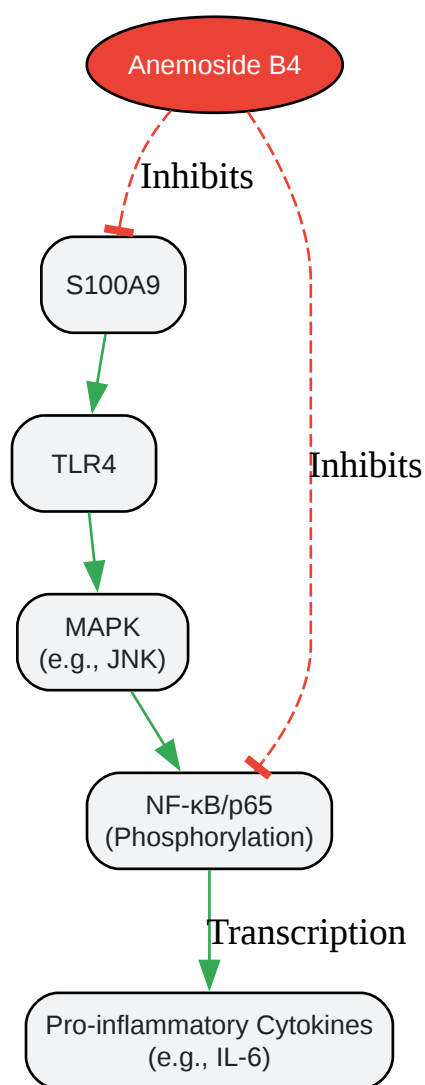 Anemoside B4
Inhibits
S100A9
TLR4
Inhibits
MAPK
(e.g., JNK)
NF-κB/p65
(Phosphorylation)
Transcription
Pro-inflammatory Cytokines
(e.g., IL-6)